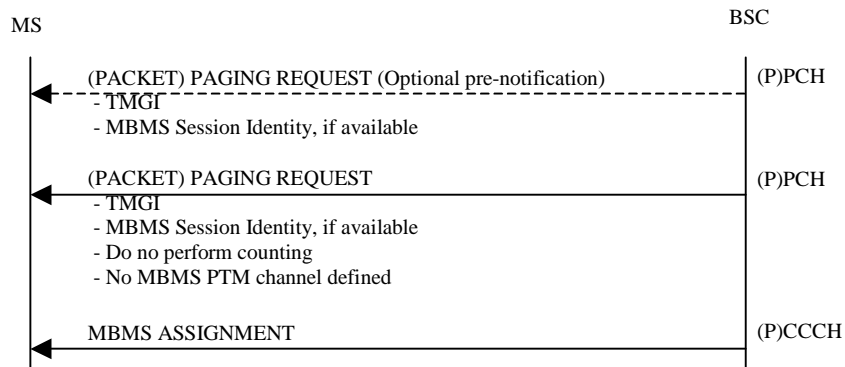 MS
BSC
(PACKET) PAGING REQUEST (Optional pre-notification)
(P)PCH
- TMGI
- MBMS Session Identity, if available
(PACKET) PAGING REQUEST
(P)PCH
- TMGI
- MBMS Session Identity, if available
- Do no perform counting
- No MBMS PTM channel defined
MBMS ASSIGNMENT
(P)CCCH